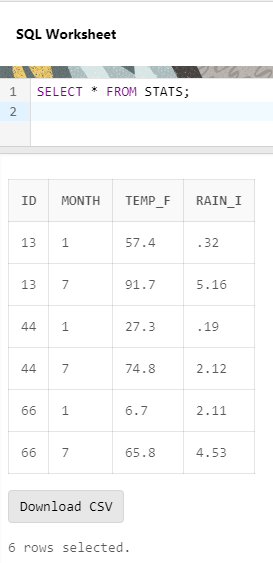 SQL Worksheet
1 SELECT * FROM STATS;
2
ID MONTH TEMP_F RAIN_I
13 1 57.4 .32
13 7 91.7 5.16
44 1 27.3 .19
44 7 74.8 2.12
66 1 6.7 2.11
66 7 65.8 4.53
Download CSV
6 rows selected.